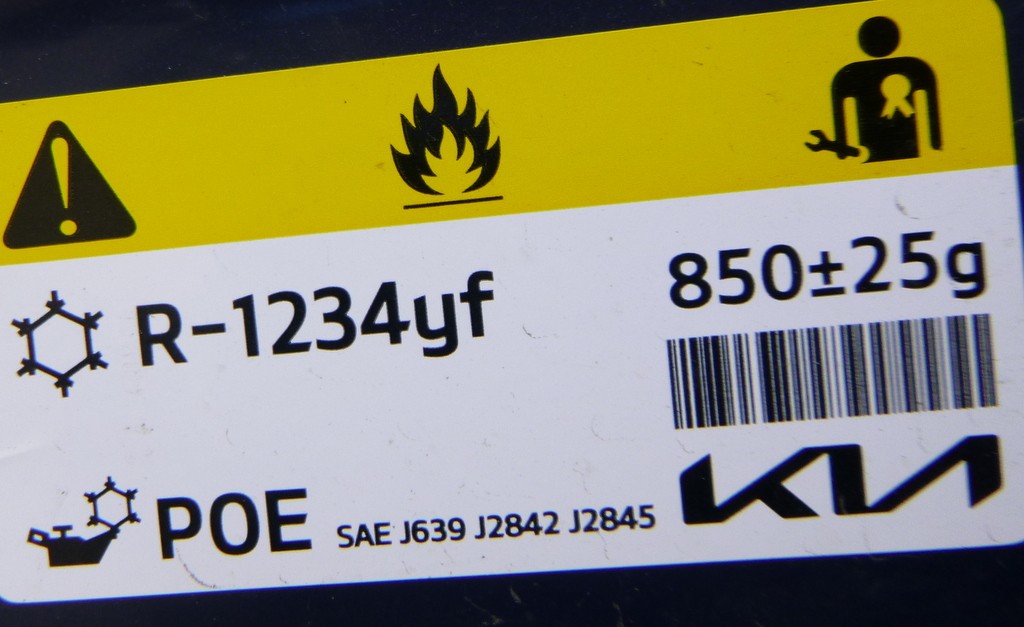 R-1234yf
850±25g
POE SAE J639 J2842 J2845
KIA